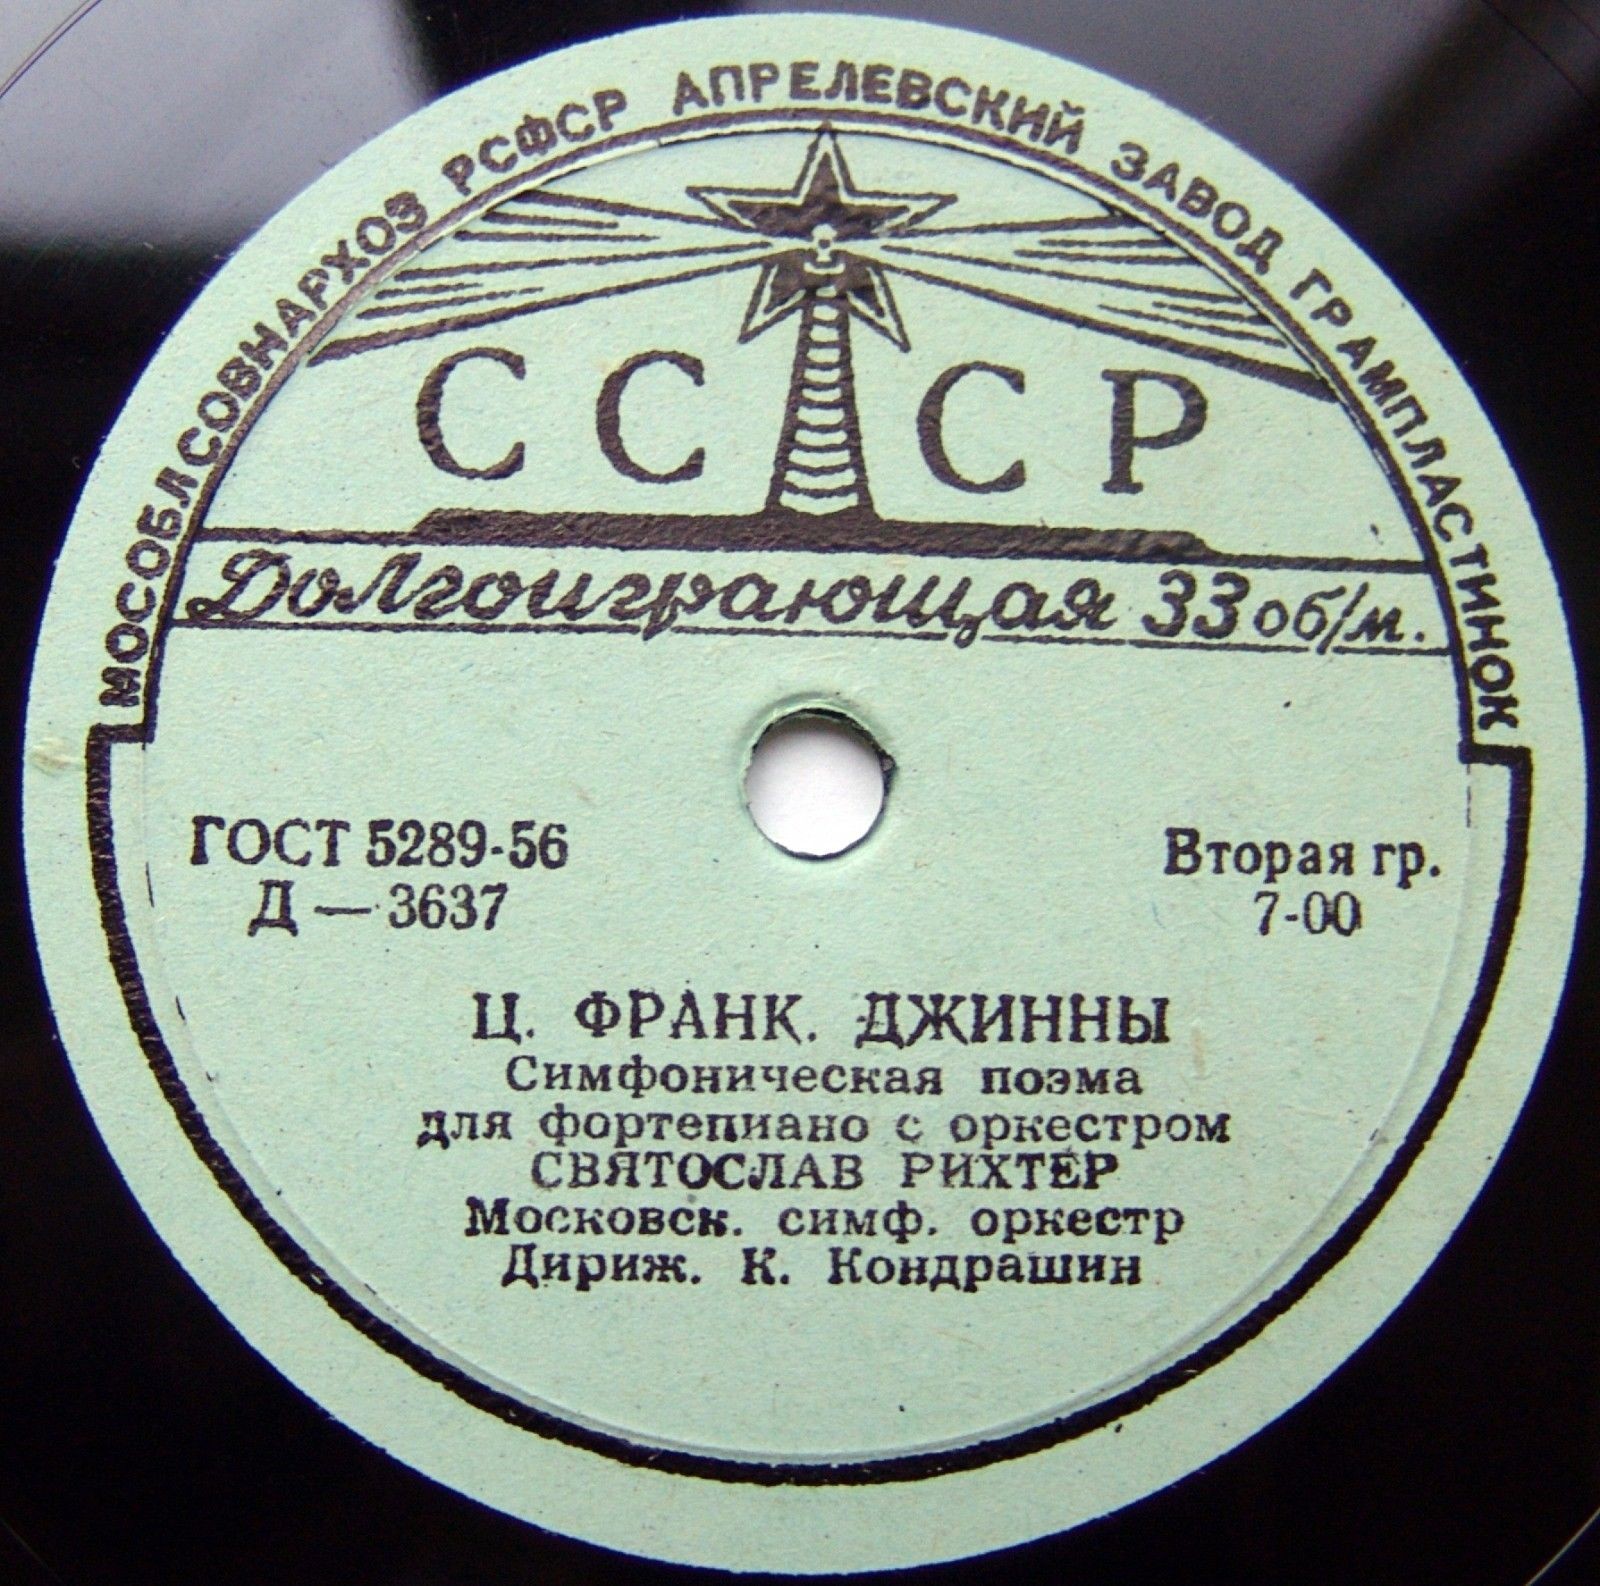 МОСОБЛСОВНАРХОЗ РСФСР АПРЕЛЕВСКИЙ ЗАВОД ГРАМПЛАСТИНОК
СССР
Долгоиграющая 33 об/м.
ГОСТ 5289-56
Д — 3637
Вторая гр.
7-00
Ц. ФРАНК. ДЖИННЫ
Симфоническая поэма
для фортепиано с оркестром
СВЯТОСЛАВ РИХТЕР
Московск. симф. оркестр
Дириж. К. Кондрашин